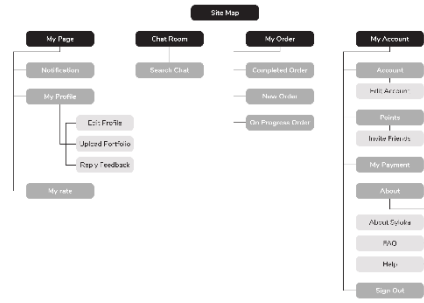 Site Map
My Page
Chat Room
My Order
My Account
Notification
Search Chat
Completed Order
Account
My Profile
New Order
Edit Account
Edit Profile
On Progress Order
Points
Upload Portfolio
Invite Friends
Reply Feedback
My Payment
My rate
About
About
FAQ
Help
Sign Out